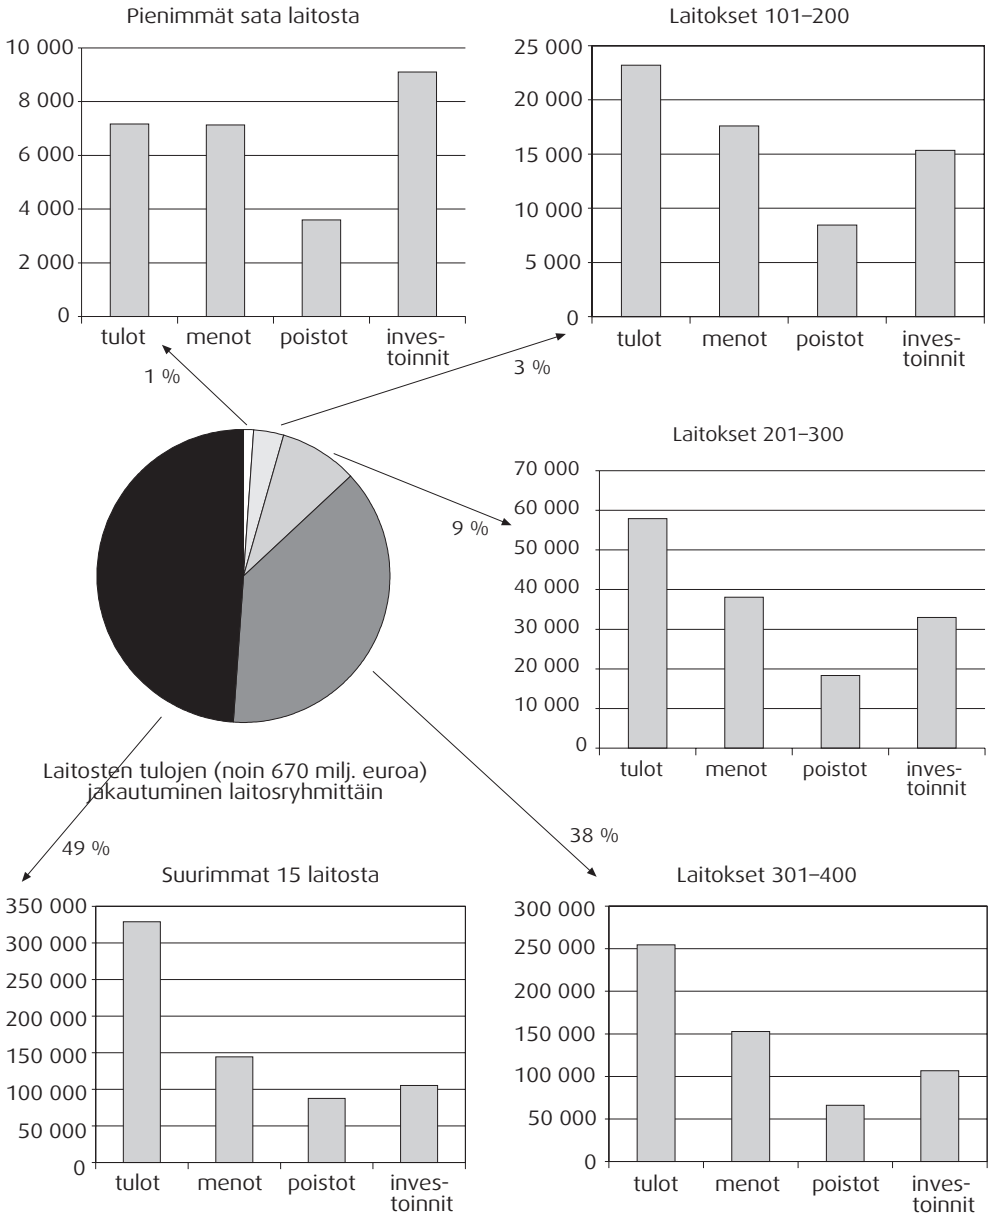 Pienimmät sata laitosta
10 000
8 000
6 000
4 000
2 000
0
tulot
menot
poistot
inves-
toinnit
Laitokset 101–200
25 000
20 000
15 000
10 000
5 000
0
tulot
menot
poistot
inves-
toinnit
1 %
3 %
9 %
Laitokset 201–300
70 000
60 000
50 000
40 000
30 000
20 000
10 000
0
tulot
menot
poistot
inves-
toinnit
Laitosten tulojen (noin 670 milj. euroa)
jakautuminen laitosryhmittäin
49 %
38 %
Suurimmat 15 laitosta
350 000
300 000
250 000
200 000
150 000
100 000
50 000
0
tulot
menot
poistot
inves-
toinnit
Laitokset 301–400
300 000
250 000
200 000
150 000
100 000
50 000
0
tulot
menot
poistot
inves-
toinnit